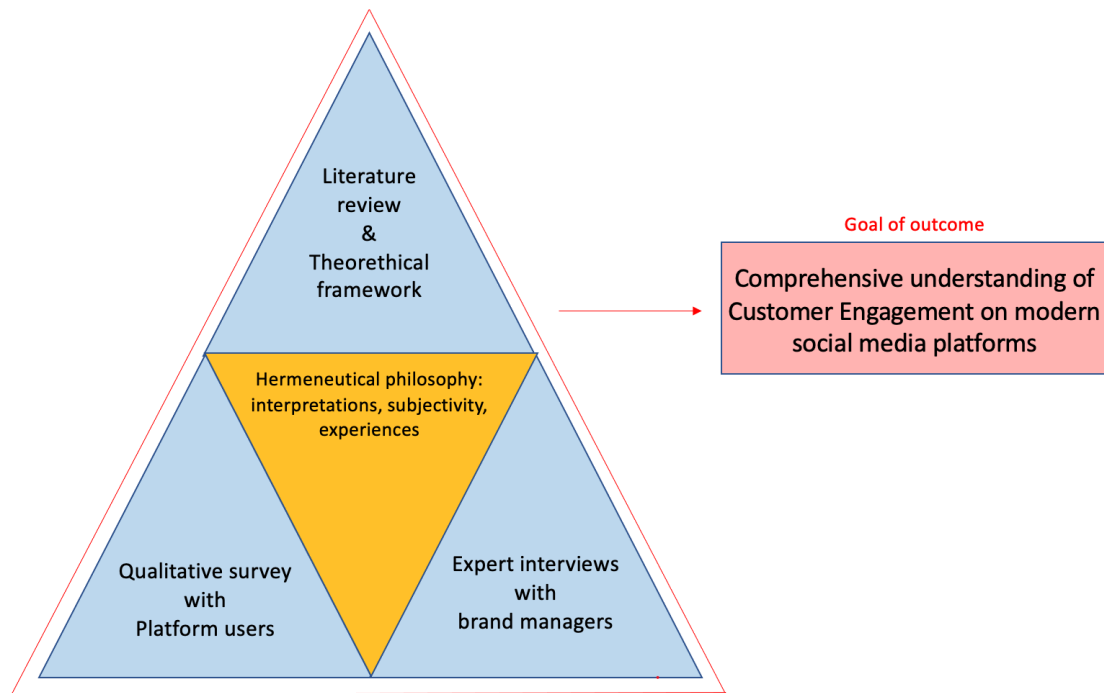 Literature
review
&
Theorethical
framework
Goal of outcome
Comprehensive understanding of
Customer Engagement on modern
social media platforms
Hermeneutical philosophy:
interpretations, subjectivity,
experiences
Qualitative survey
with
Platform users
Expert interviews
with
brand managers